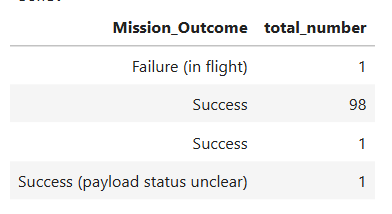 Mission_Outcome total_number
Failure (in flight) 1
Success 98
Success 1
Success (payload status unclear) 1